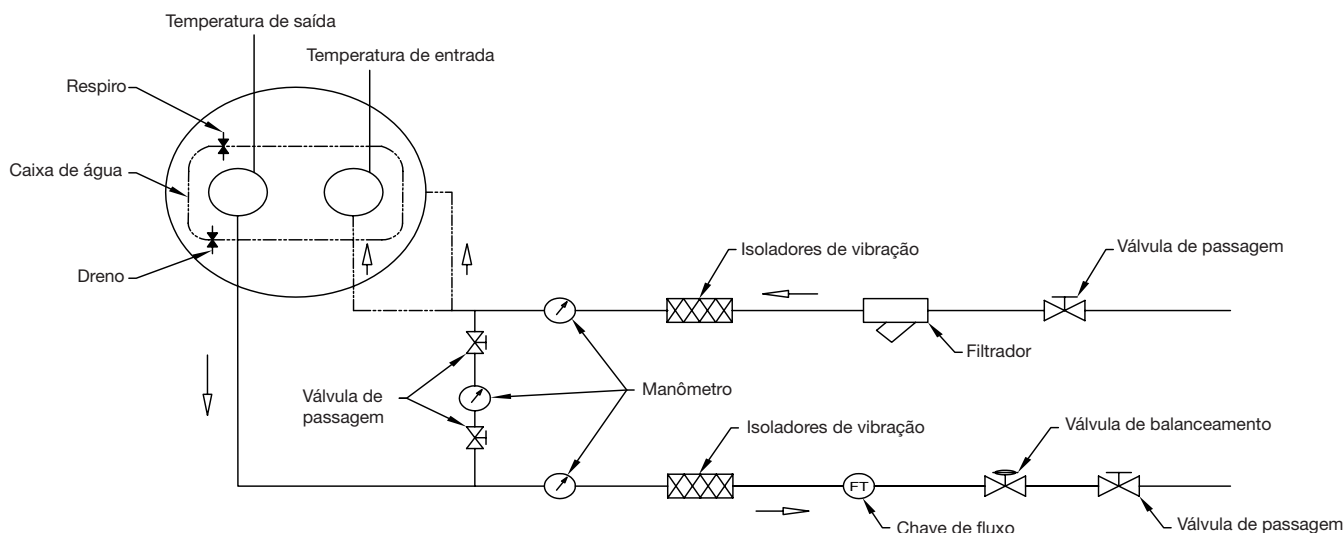 Temperatura de saída
Temperatura de entrada
Respiro
Caixa de água
Dreno
Isoladores de vibração
Válvula de passagem
Filtrador
Válvula de
passagem
Manômetro
Isoladores de vibração
Válvula de balanceamento
FT
Chave de fluxo
Válvula de passagem